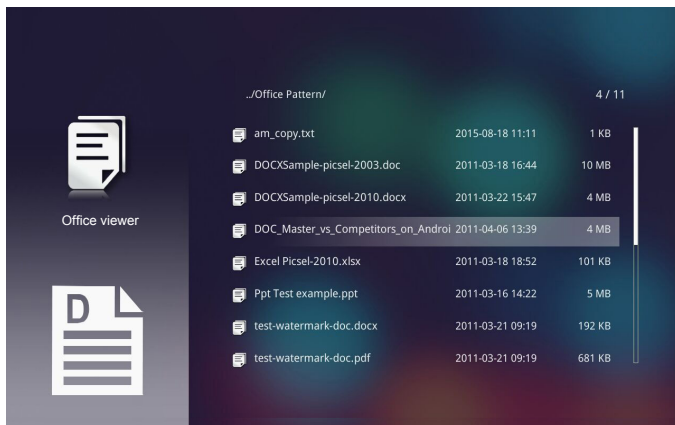 ../Office Pattern/ 4 / 11
am_copy.txt 2015-08-18 11:11 1 KB
DOCXSample-picsel-2003.doc 2011-03-18 16:44 10 MB
DOCXSample-picsel-2010.docx 2011-03-22 15:47 4 MB
Office viewer
DOC_Master_vs_Competitors_on_Androi 2011-04-06 13:39 4 MB
Excel Picsel-2010.xlsx 2011-03-18 18:52 101 KB
Ppt Test example.ppt 2011-03-16 14:22 5 MB
D
test-watermark-doc.docx 2011-03-21 09:19 192 KB
test-watermark-doc.pdf 2011-03-21 09:19 681 KB